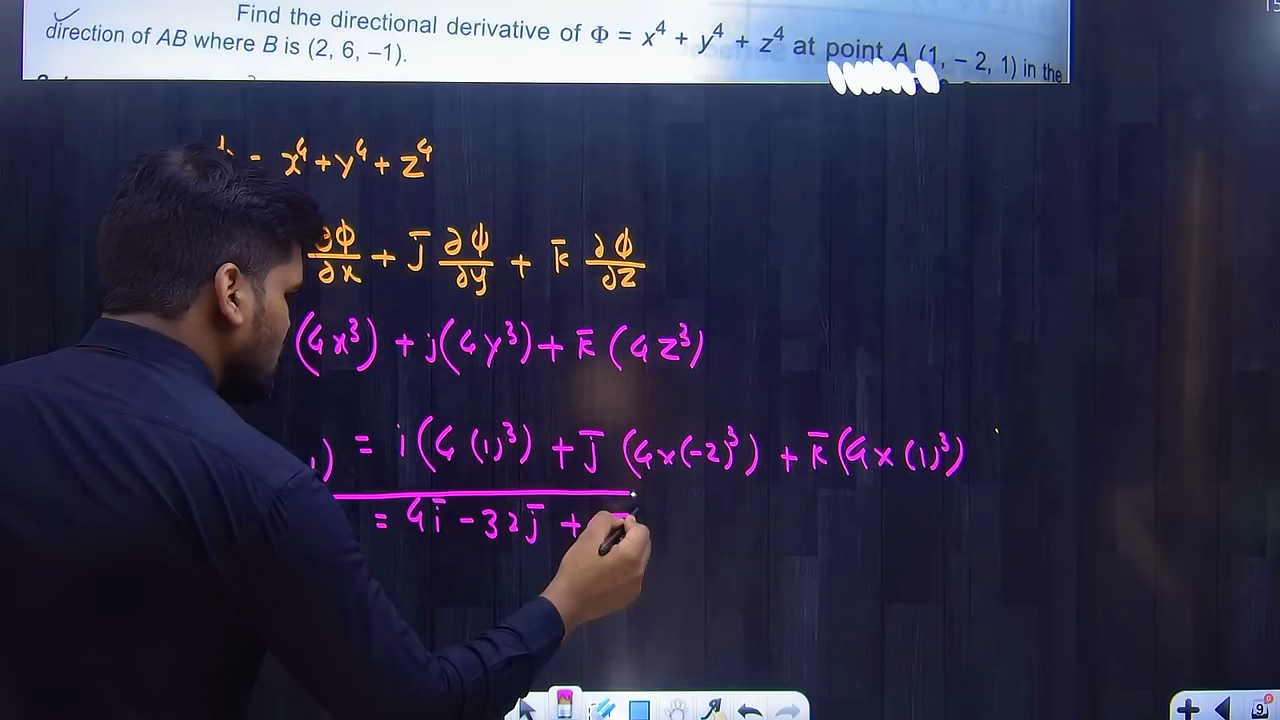 Find the directional derivative of Φ = x⁴ + y⁴ + z⁴ at point A (1, – 2, 1) in the
direction of AB where B is (2, 6, –1).
= x⁴ + y⁴ + z⁴
∂Φ/∂x + j̄ ∂ϕ/∂y + k̄ ∂ϕ/∂z
(4x³) + j(4y³) + k̄ (4z³)
1) = i (4 (1)³) + j̄ (4×(-2)³) + k̄ (4×(1)³)
= 4ī - 32j̄ +
9